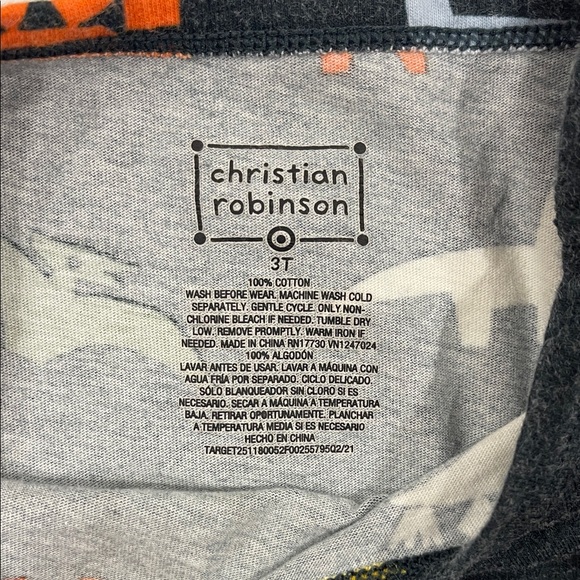 christian
robinson
3T
100% COTTON
WASH BEFORE WEAR. MACHINE WASH COLD
SEPARATELY. GENTLE CYCLE. ONLY NON-
CHLORINE BLEACH IF NEEDED. TUMBLE DRY
LOW. REMOVE PROMPTLY. WARM IRON IF
NEEDED. MADE IN CHINA RN17730 VN1247024
100% ALGODÓN
LAVAR ANTES DE USAR. LAVAR A MÁQUINA CON
AGUA FRÍA POR SEPARADO. CICLO DELICADO.
SÓLO BLANQUEADOR SIN CLORO SI ES
NECESARIO. SECAR A MÁQUINA A TEMPERATURA
BAJA. RETIRAR OPORTUNAMENTE. PLANCHAR
A TEMPERATURA MEDIA SI ES NECESARIO
HECHO EN CHINA
TARGET251180052F00255795Q2/21